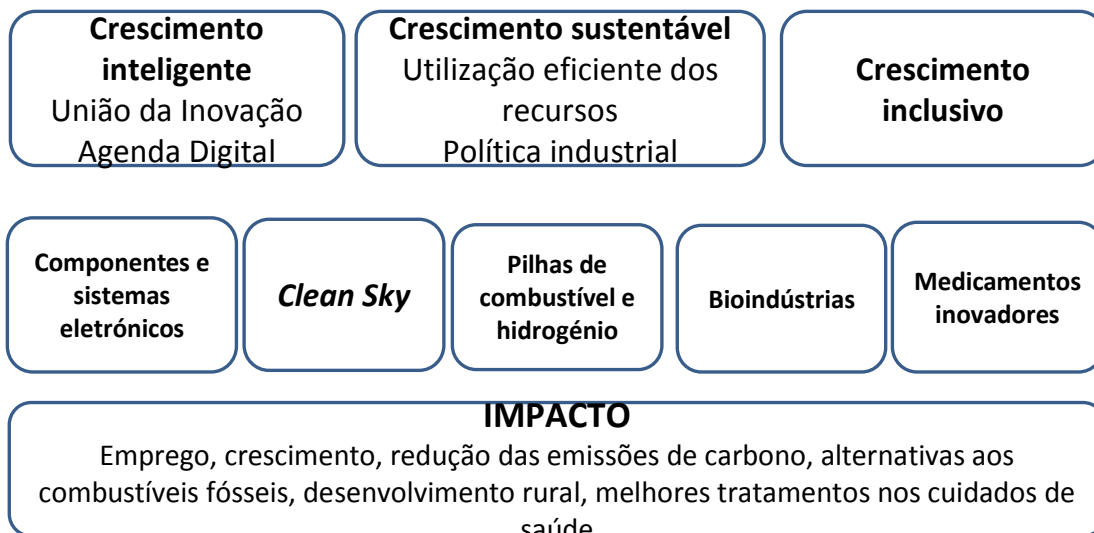 Crescimento
inteligente
União da Inovação
Agenda Digital
Crescimento sustentável
Utilização eficiente dos
recursos
Política industrial
Crescimento
inclusivo
Componentes e
sistemas
eletrónicos
Clean Sky
Pilhas de
combustível e
hidrogénio
Bioindústrias
Medicamentos
inovadores
IMPACTO
Emprego, crescimento, redução das emissões de carbono, alternativas aos
combustíveis fósseis, desenvolvimento rural, melhores tratamentos nos cuidados de
saúde